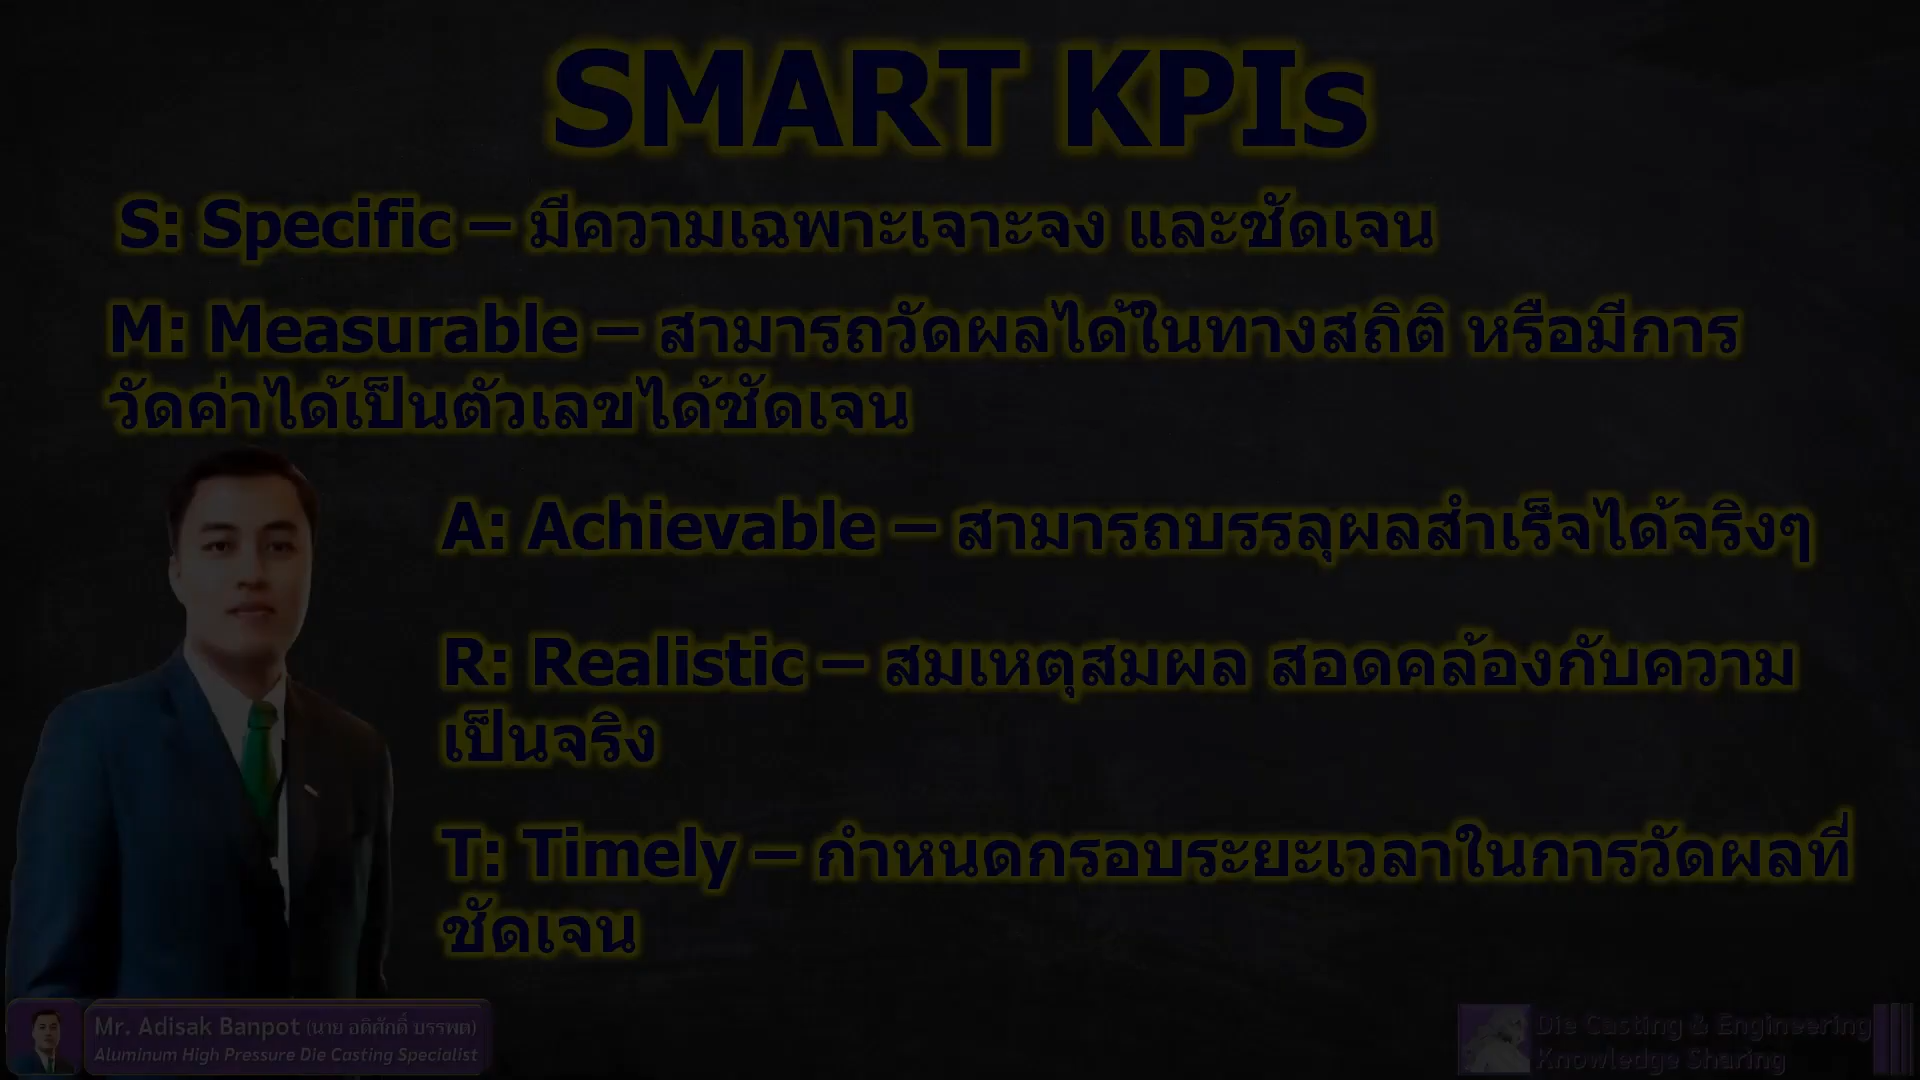 SMART KPIs
S: Specific – มีความเฉพาะเจาะจง และชัดเจน
M: Measurable – สามารถวัดผลได้ในทางสถิติ หรือมีการ
วัดค่าได้เป็นตัวเลขได้ชัดเจน
A: Achievable – สามารถบรรลุผลสำเร็จได้จริงๆ
R: Realistic – สมเหตุสมผล สอดคล้องกับความ
เป็นจริง
T: Timely – กำหนดกรอบระยะเวลาในการวัดผลที่
ชัดเจน
Mr. Adisak Banpot (นาย อดิศักดิ์ บรรพต)
Aluminum High Pressure Die Casting Specialist
Die Casting & Engineering
Knowledge Sharing